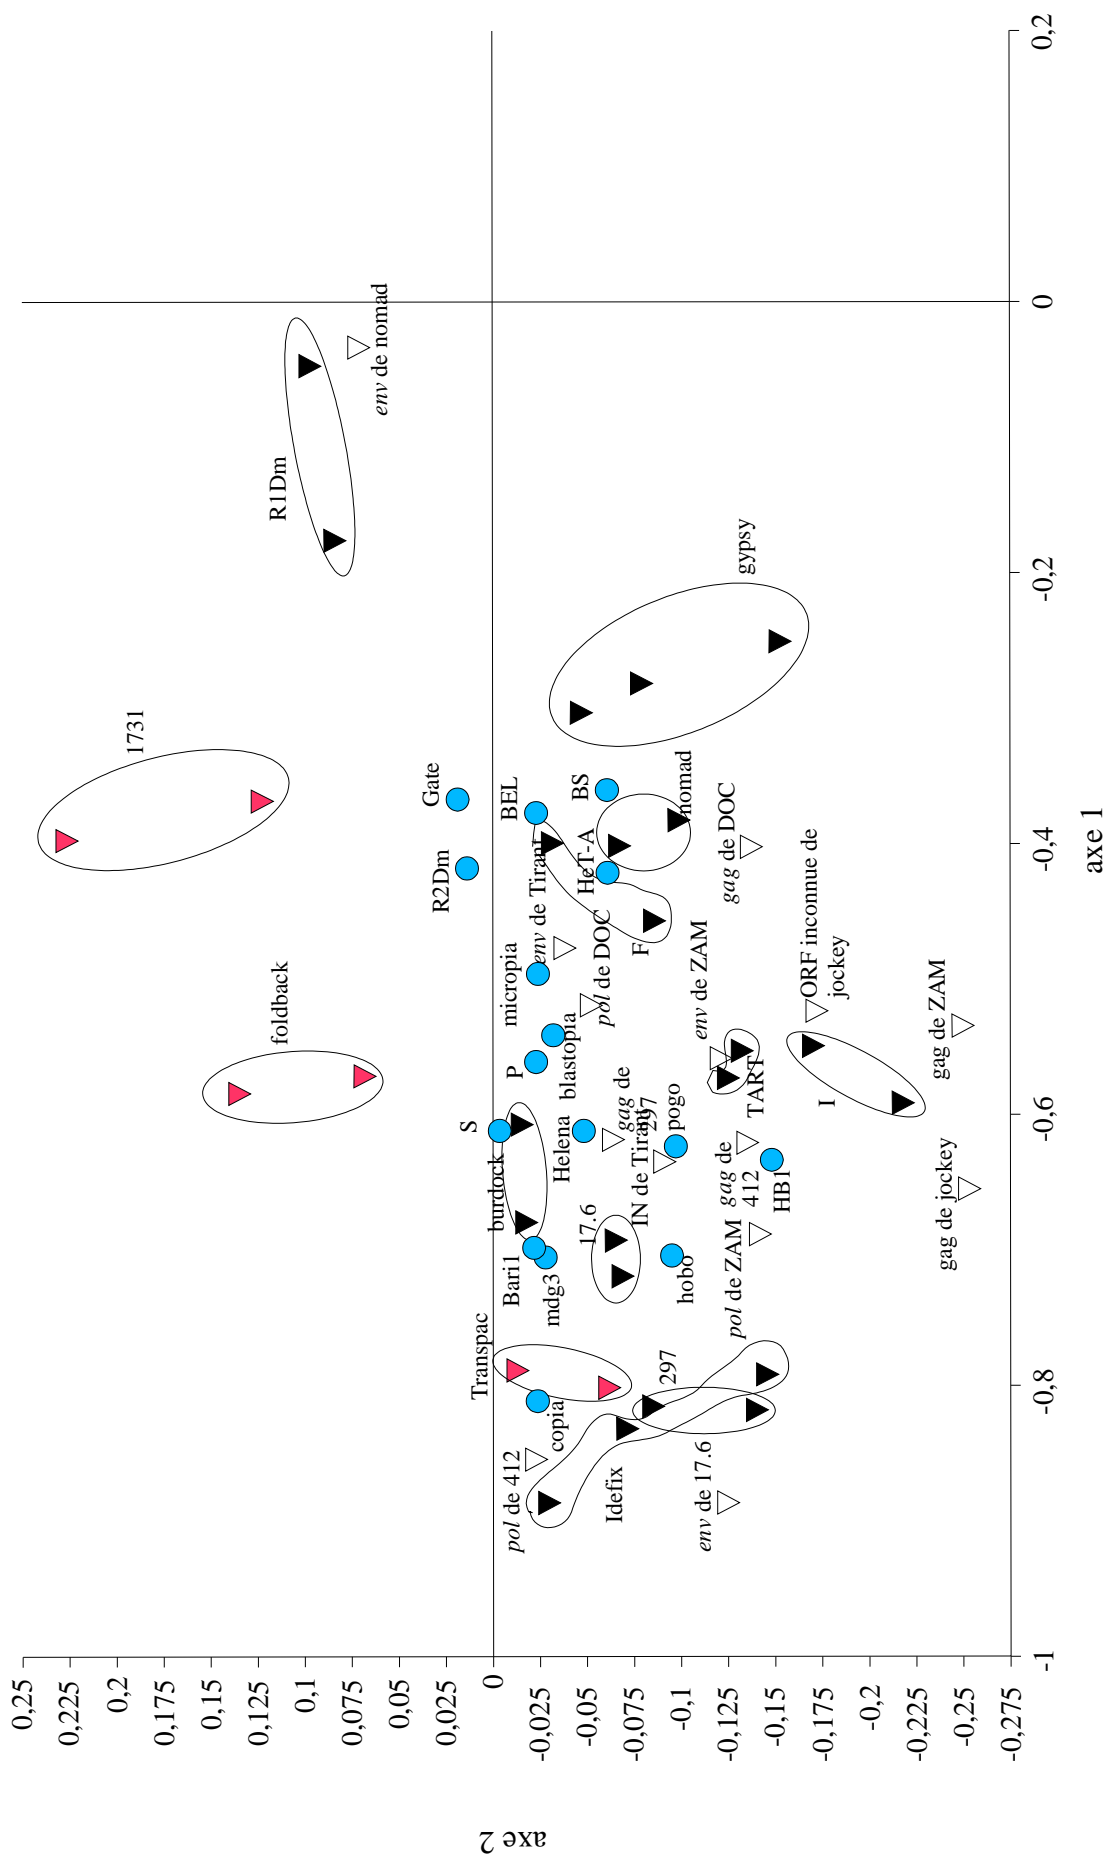 0,25
0,225
0,2
0,175
0,15
0,125
0,1
0,075
0,05
0,025
0
-0,025
-0,05
-0,075
-0,1
-0,125
-0,15
-0,175
-0,2
-0,225
-0,25
-0,275
axe 2
-1
-0,8
-0,6
-0,4
-0,2
0
0,2
axe 1
1731
foldback
R1Dm
env de nomad
gypsy
Gate
R2Dm
BEL
BS
HeT-A
nomad
env de Tirant
F
gag de DOC
pol de DOC
micropia
P
blastopia
env de ZAM
TART
ORF inconnue de
jockey
I
gag de ZAM
gag de jockey
S
burdock
Helena
gag de
297
pogo
IN de Tirant
gag de
412
HB1
17.6
hobo
pol de ZAM
Bari1
mdg3
Transpac
copia
297
pol de 412
Idefix
env de 17.6